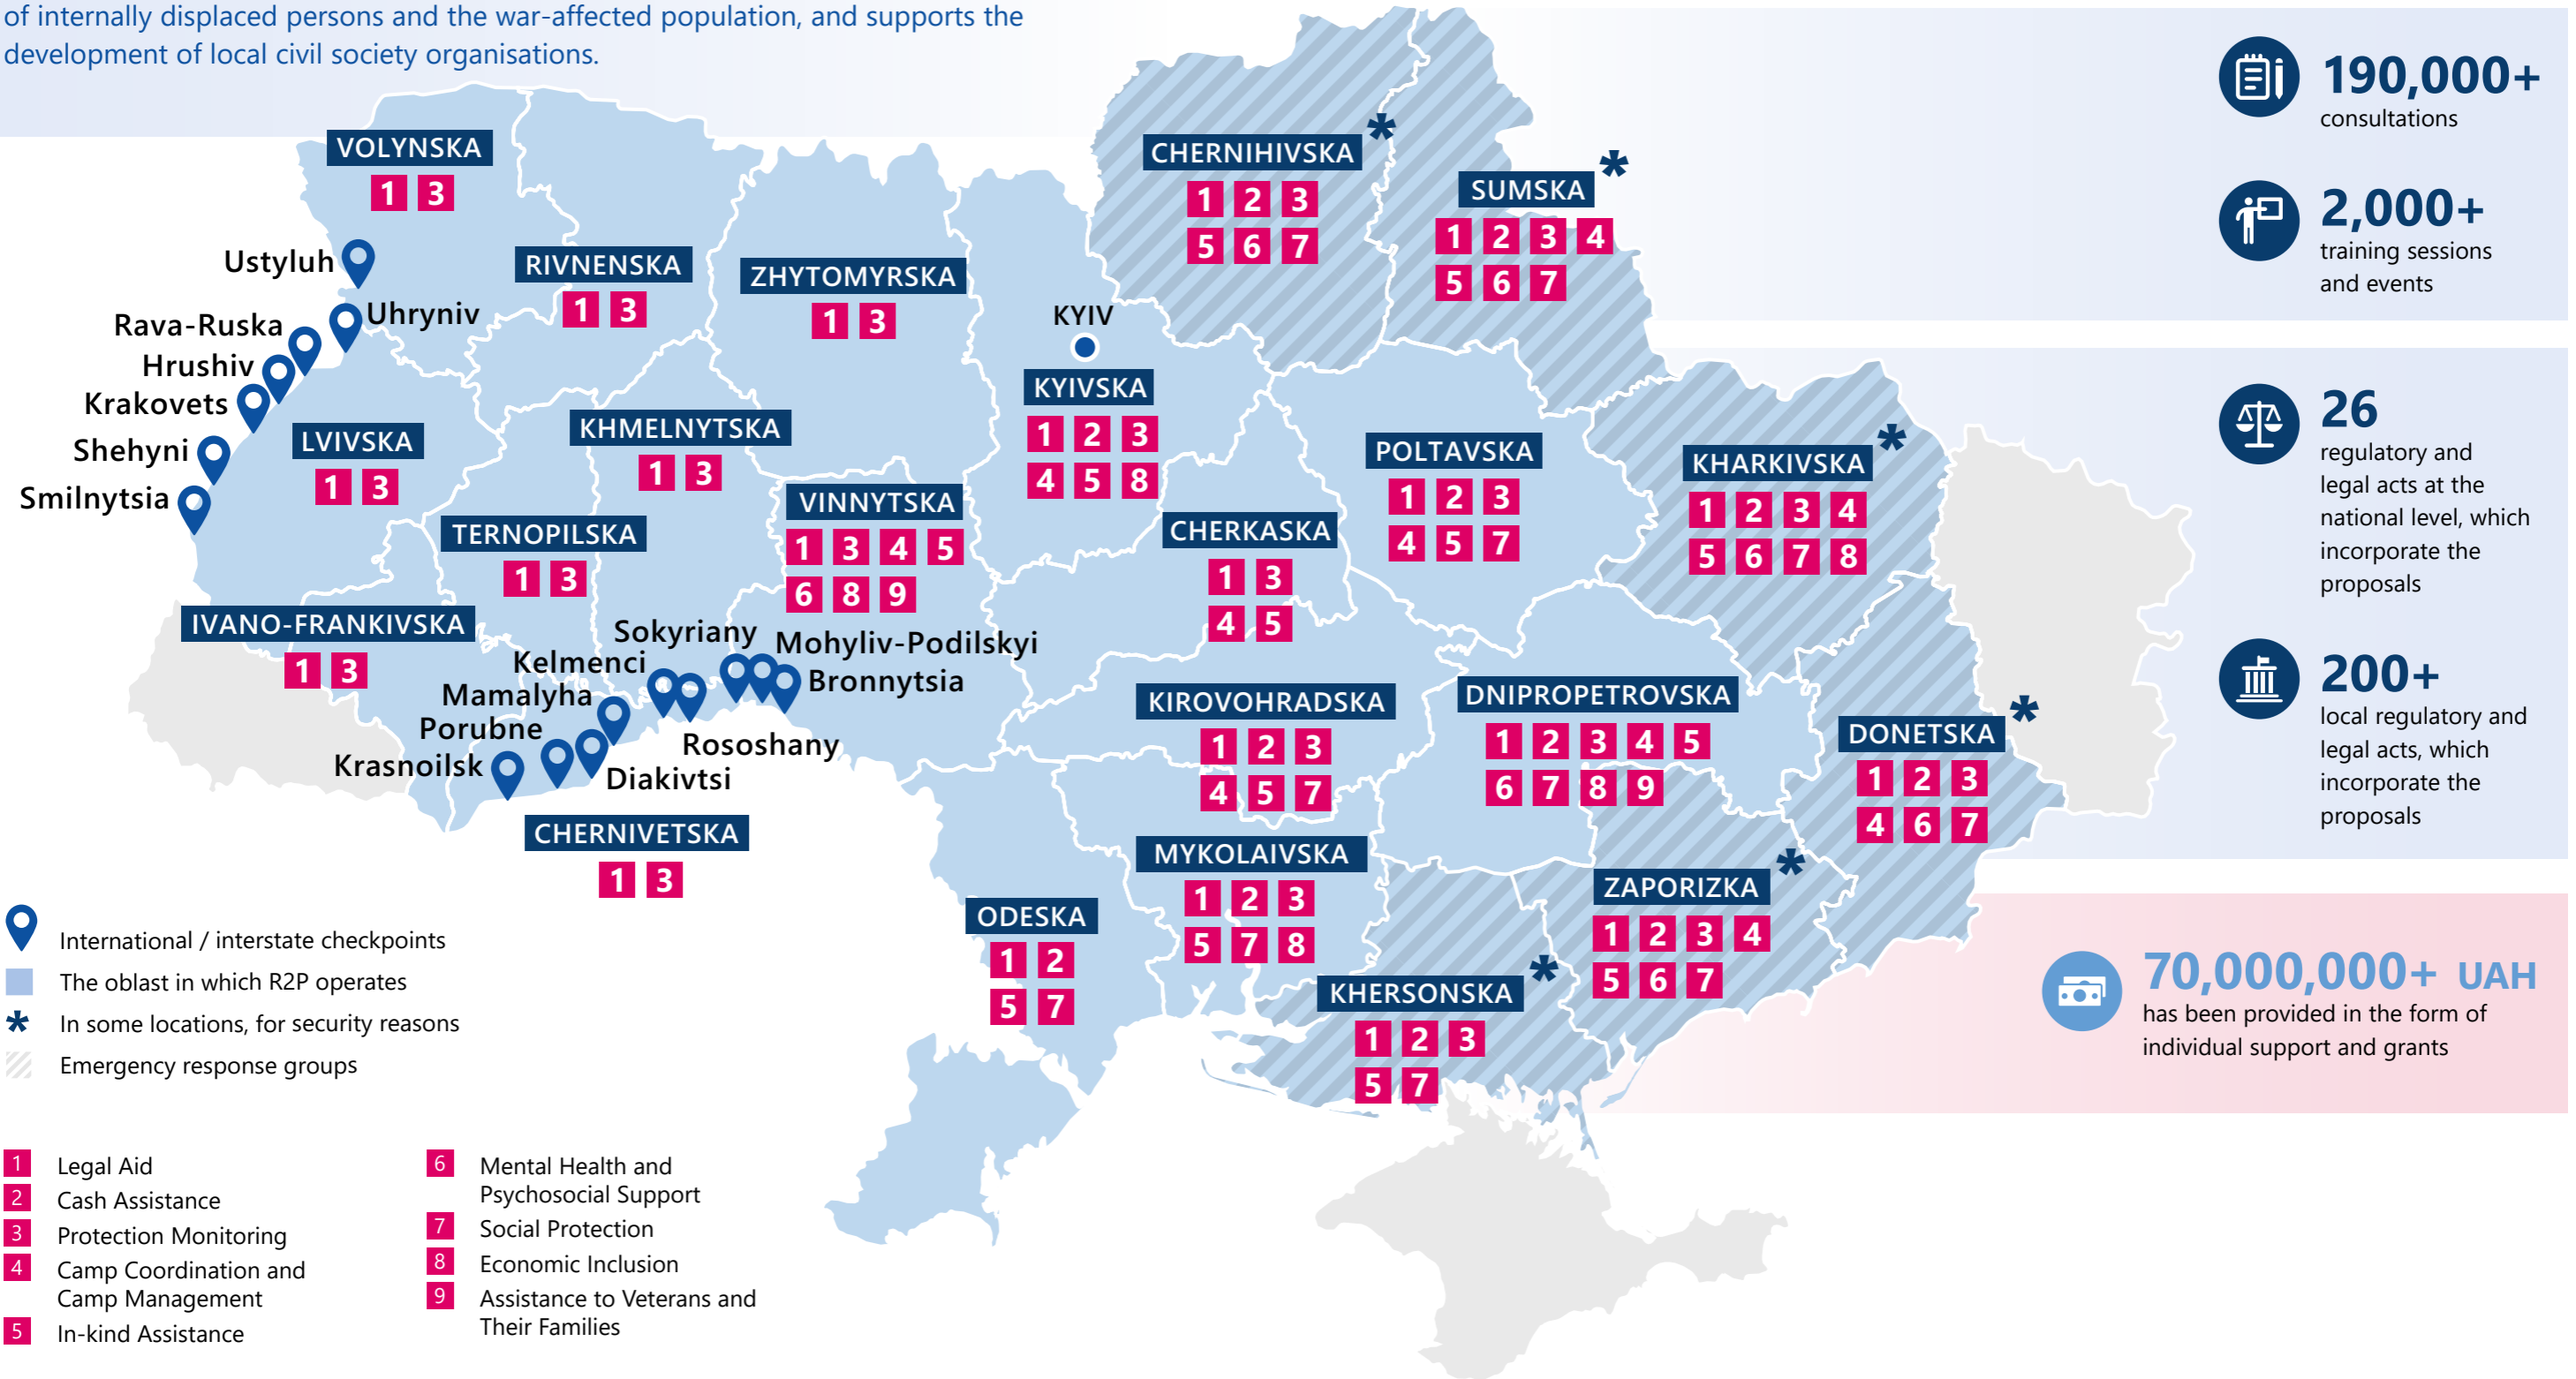 of internally displaced persons and the war-affected population, and supports the
development of local civil society organisations.
VOLYNSKA
1 3
Ustyluh
Uhryniv
Rava-Ruska
Hrushiv
Krakovets
Shehyni
Smilnytsia
RIVNENSKA
1 3
ZHYTOMYRSKA
1 3
KYIV
KYIVSKA
1 2 3
4 5 8
CHERNIHIVSKA *
1 2 3
5 6 7
SUMSKA *
1 2 3 4
5 6 7
LVIVSKA
1 3
KHMELNYTSKA
1 3
TERNOPILSKA
1 3
VINNYTSKA
1 3 4 5
6 8 9
CHERKASKA
1 3
4 5
POLTAVSKA
1 2 3
4 5 7
KHARKIVSKA *
1 2 3 4
5 6 7 8
IVANO-FRANKIVSKA
1 3
Sokyriany
Mohyliv-Podilskyi
Kelmenci
Bronnytsia
Mamalyha
Porubne
Rososhany
Krasnoilsk
Diakivtsi
CHERNIVETSKA
1 3
KIROVOHRADSKA
1 2 3
4 5 7
DNIPROPETROVSKA
1 2 3 4 5
6 7 8 9
DONETSKA *
1 2 3
4 6 7
MYKOLAIVSKA
1 2 3
5 7 8
ZAPORIZKA *
1 2 3 4
5 6 7
ODESKA
1 2
5 7
KHERSONSKA *
1 2 3
5 7
190,000+
consultations
2,000+
training sessions
and events
26
regulatory and
legal acts at the
national level, which
incorporate the
proposals
200+
local regulatory and
legal acts, which
incorporate the
proposals
70,000,000+ UAH
has been provided in the form of
individual support and grants
International / interstate checkpoints
The oblast in which R2P operates
* In some locations, for security reasons
Emergency response groups
1 Legal Aid
2 Cash Assistance
3 Protection Monitoring
4 Camp Coordination and
Camp Management
5 In-kind Assistance
6 Mental Health and
Psychosocial Support
7 Social Protection
8 Economic Inclusion
9 Assistance to Veterans and
Their Families